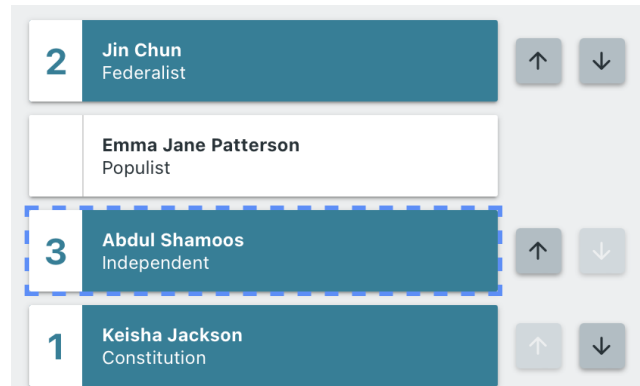 2
Jin Chun
Federalist
↑ ↓
Emma Jane Patterson
Populist
3
Abdul Shamoos
Independent
↑ ↓
1
Keisha Jackson
Constitution
↑ ↓